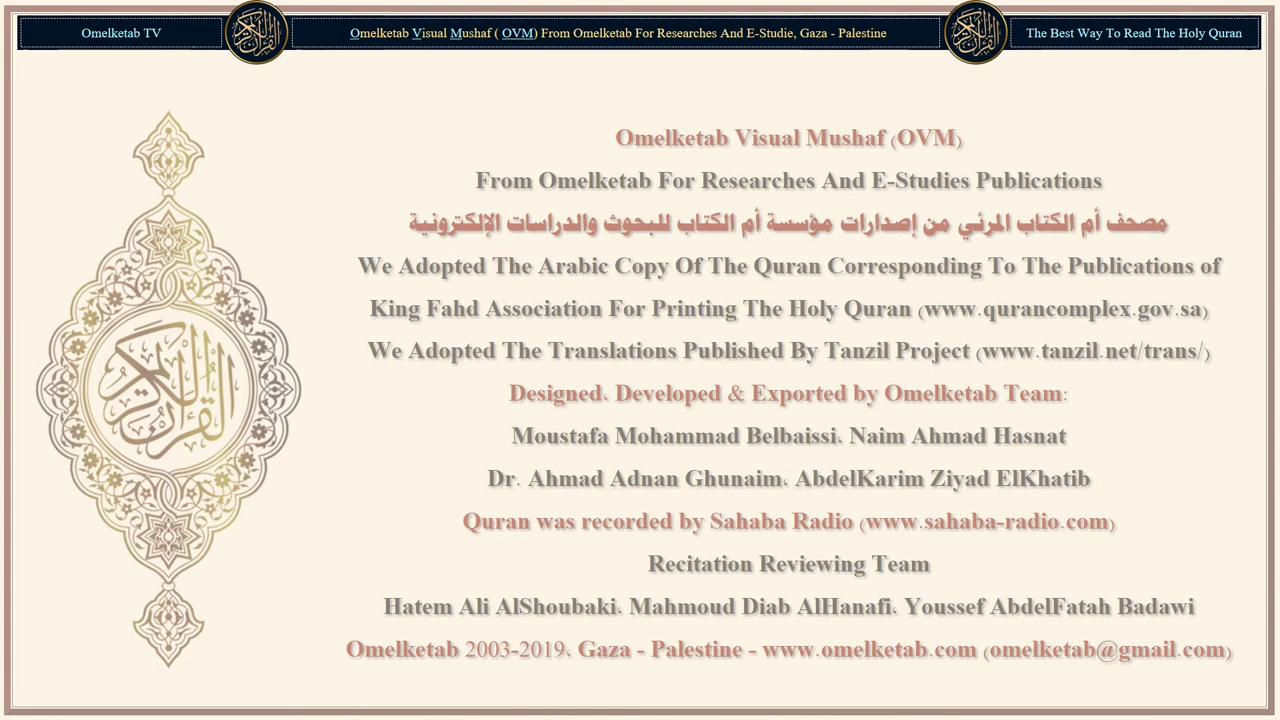 Omelketab TV
Omelketab Visual Mushaf ( OVM) From Omelketab For Researches And E-Studie, Gaza - Palestine
The Best Way To Read The Holy Quran
Omelketab Visual Mushaf (OVM)
From Omelketab For Researches And E-Studies Publications
مصحف أم الكتاب المرئي من إصدارات مؤسسة أم الكتاب للبحوث والدراسات الإلكترونية
We Adopted The Arabic Copy Of The Quran Corresponding To The Publications of
King Fahd Association For Printing The Holy Quran (www.qurancomplex.gov.sa)
We Adopted The Translations Published By Tanzil Project (www.tanzil.net/trans/)
Designed، Developed & Exported by Omelketab Team:
Moustafa Mohammad Belbaissi، Naim Ahmad Hasnat
Dr. Ahmad Adnan Ghunaim، AbdelKarim Ziyad ElKhatib
Quran was recorded by Sahaba Radio (www.sahaba-radio.com)
Recitation Reviewing Team
Hatem Ali AlShoubaki، Mahmoud Diab AlHanafi، Youssef AbdelFatah Badawi
Omelketab 2003-2019، Gaza - Palestine - www.omelketab.com (omelketab@gmail.com)
القرآن الكريم